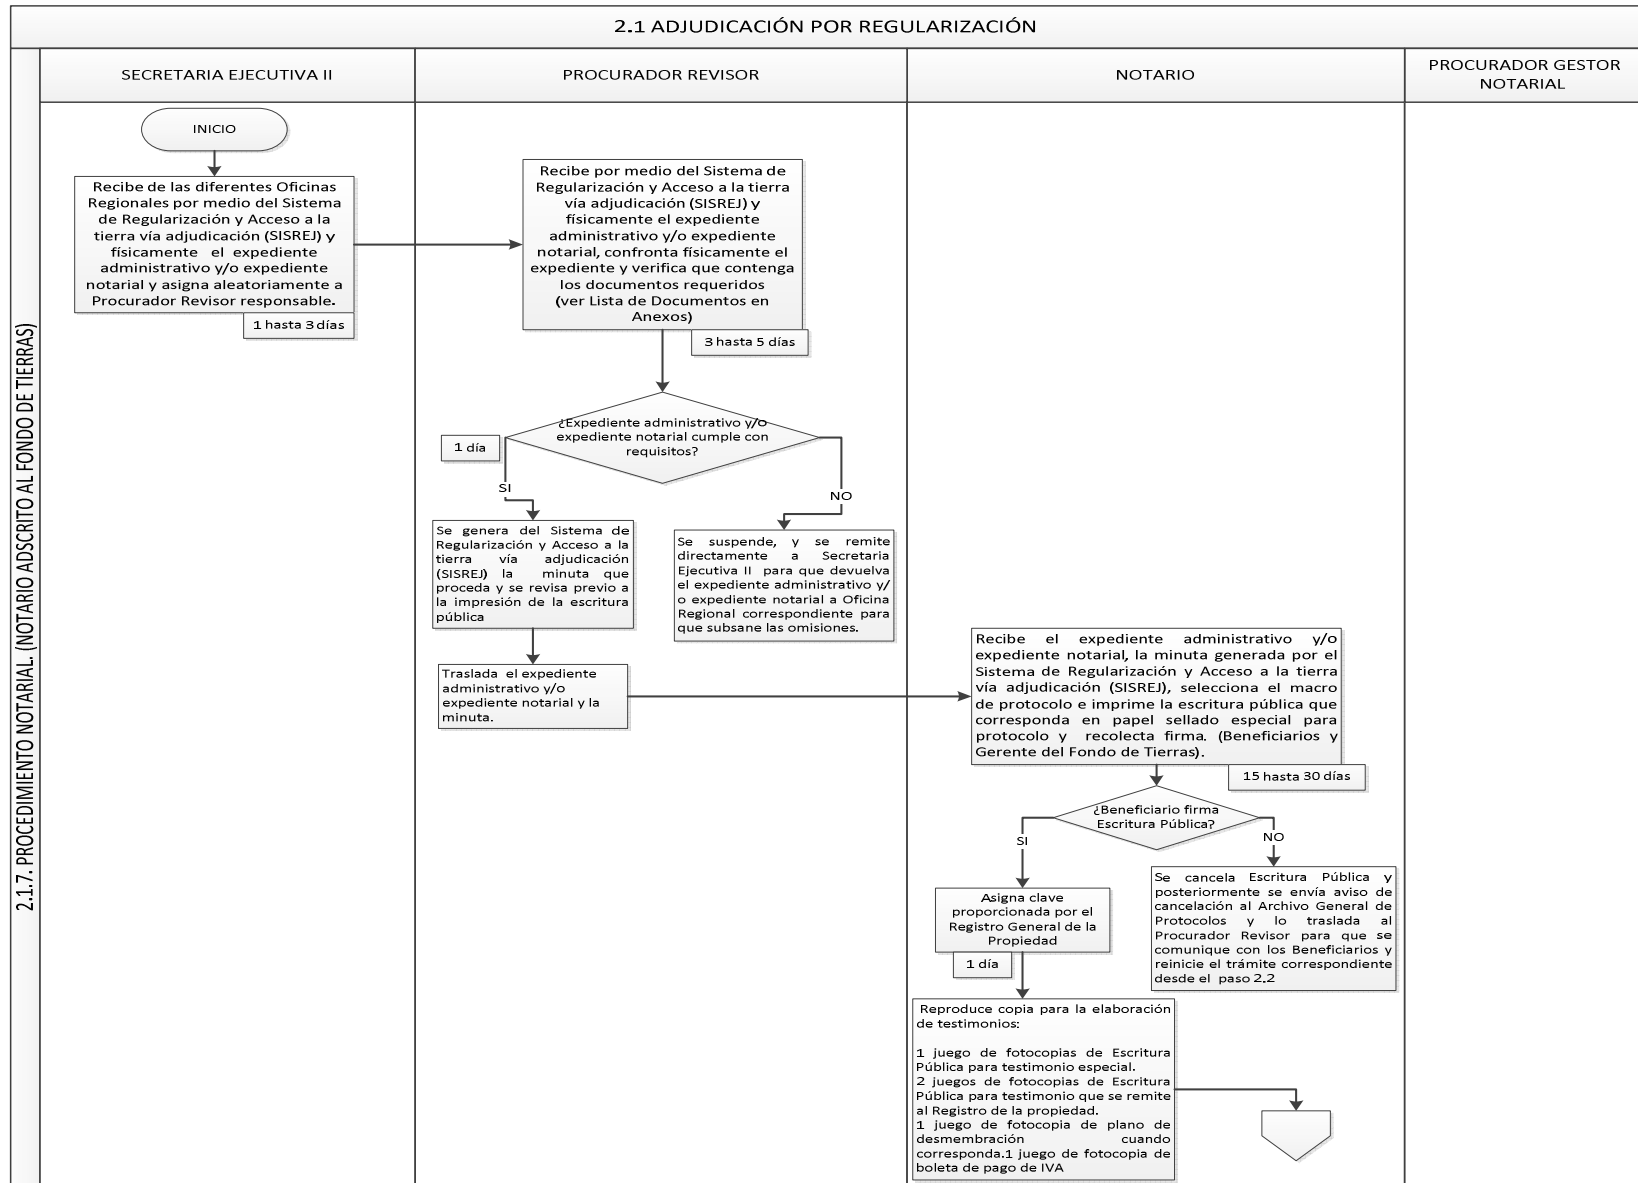 2.1 ADJUDICACIÓN POR REGULARIZACIÓN
2.1.7. PROCEDIMIENTO NOTARIAL. (NOTARIO ADSCRITO AL FONDO DE TIERRAS)
SECRETARIA EJECUTIVA II
PROCURADOR REVISOR
NOTARIO
PROCURADOR GESTOR
NOTARIAL
INICIO
Recibe de las diferentes Oficinas
Regionales por medio del Sistema
de Regularización y Acceso a la
tierra vía adjudicación (SISREJ) y
físicamente el expediente
administrativo y/o expediente
notarial y asigna aleatoriamente a
Procurador Revisor responsable.
1 hasta 3 días
Recibe por medio del Sistema de
Regularización y Acceso a la tierra
vía adjudicación (SISREJ) y
físicamente el expediente
administrativo y/o expediente
notarial, confronta físicamente el
expediente y verifica que contenga
los documentos requeridos
(ver Lista de Documentos en
Anexos)
3 hasta 5 días
¿Expediente administrativo y/o
expediente notarial cumple con
requisitos?
1 día
SI
NO
Se genera del Sistema de
Regularización y Acceso a la
tierra vía adjudicación
(SISREJ) la minuta que
proceda y se revisa previo a
la impresión de la escritura
pública
Se suspende, y se remite
directamente a Secretaria
Ejecutiva II para que devuelva
el expediente administrativo y/
o expediente notarial a Oficina
Regional correspondiente para
que subsane las omisiones.
Traslada el expediente
administrativo y/o
expediente notarial y la
minuta.
Recibe el expediente administrativo y/o
expediente notarial, la minuta generada por el
Sistema de Regularización y Acceso a la tierra
vía adjudicación (SISREJ), selecciona el macro
de protocolo e imprime la escritura pública que
corresponda en papel sellado especial para
protocolo y recolecta firma. (Beneficiarios y
Gerente del Fondo de Tierras).
15 hasta 30 días
¿Beneficiario firma
Escritura Pública?
SI
NO
Asigna clave
proporcionada por el
Registro General de la
Propiedad
1 día
Se cancela Escritura Pública y
posteriormente se envía aviso de
cancelación al Archivo General de
Protocolos y lo traslada al
Procurador Revisor para que se
comunique con los Beneficiarios y
reinicie el trámite correspondiente
desde el paso 2.2
Reproduce copia para la elaboración
de testimonios:
1 juego de fotocopias de Escritura
Pública para testimonio especial.
2 juegos de fotocopias de Escritura
Pública para testimonio que se remite
al Registro de la propiedad.
1 juego de fotocopia de plano de
desmembración cuando
corresponda.1 juego de fotocopia de
boleta de pago de IVA